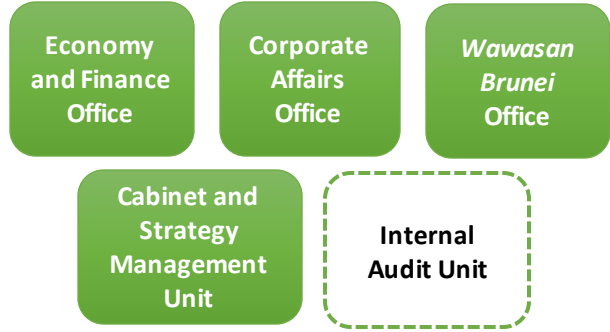 Economy
and Finance
Office
Corporate
Affairs
Office
Wawasan
Brunei
Office
Cabinet and
Strategy
Management
Unit
Internal
Audit Unit